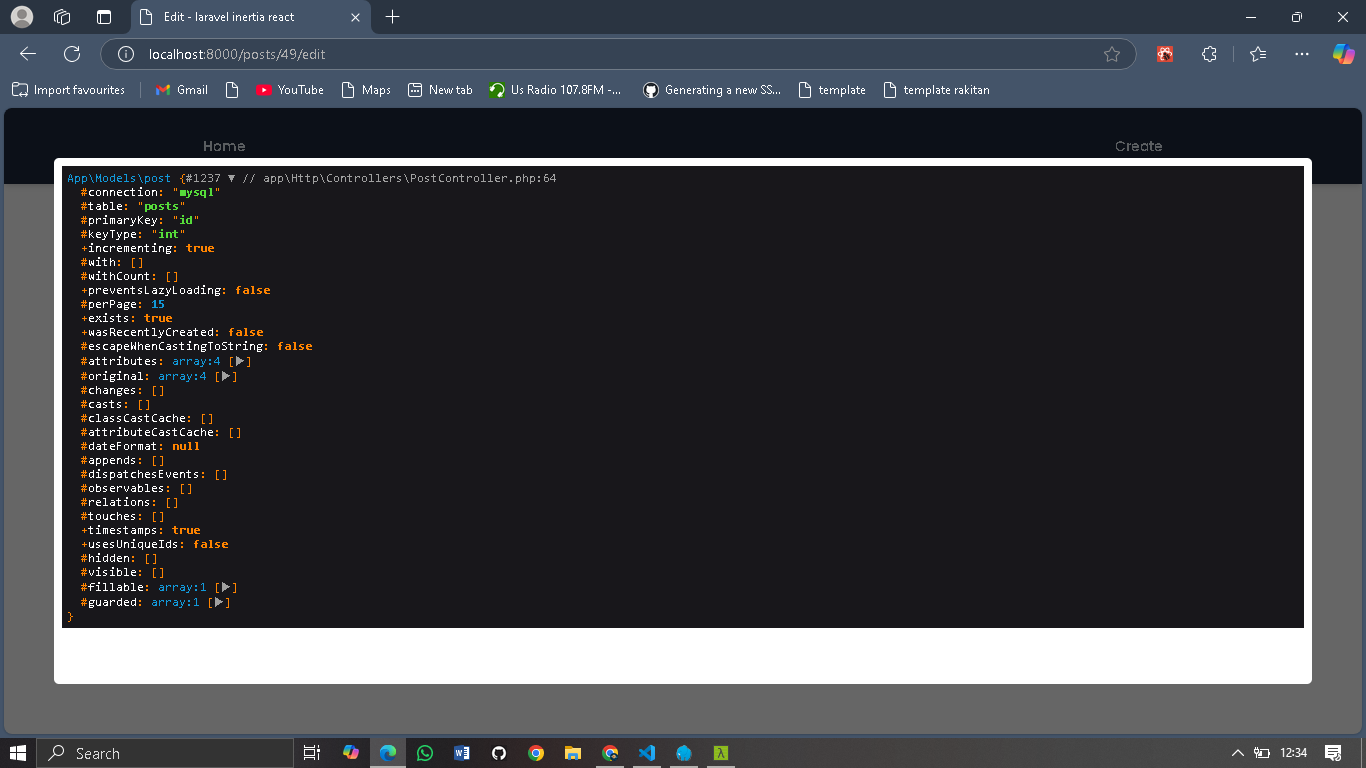 Edit - laravel inertia react
localhost:8000/posts/49/edit
Import favourites
Gmail
YouTube
Maps
New tab
Us Radio 107.8FM -...
Generating a new SS...
template
template rakitan
Home
Create
App\Models\post {#1237 ▼ // app\Http\Controllers\PostController.php:64
#connection: "mysql"
#table: "posts"
#primaryKey: "id"
#keyType: "int"
+incrementing: true
#with: []
#withCount: []
+preventsLazyLoading: false
#perPage: 15
+exists: true
+wasRecentlyCreated: false
#escapeWhenCastingToString: false
#attributes: array:4 [▶]
#original: array:4 [▶]
#changes: []
#casts: []
#classCastCache: []
#attributeCastCache: []
#dateFormat: null
#appends: []
#dispatchesEvents: []
#observables: []
#relations: []
#touches: []
+timestamps: true
+usesUniqueIds: false
#hidden: []
#visible: []
#fillable: array:1 [▶]
#guarded: array:1 [▶]
}
Search
12:34